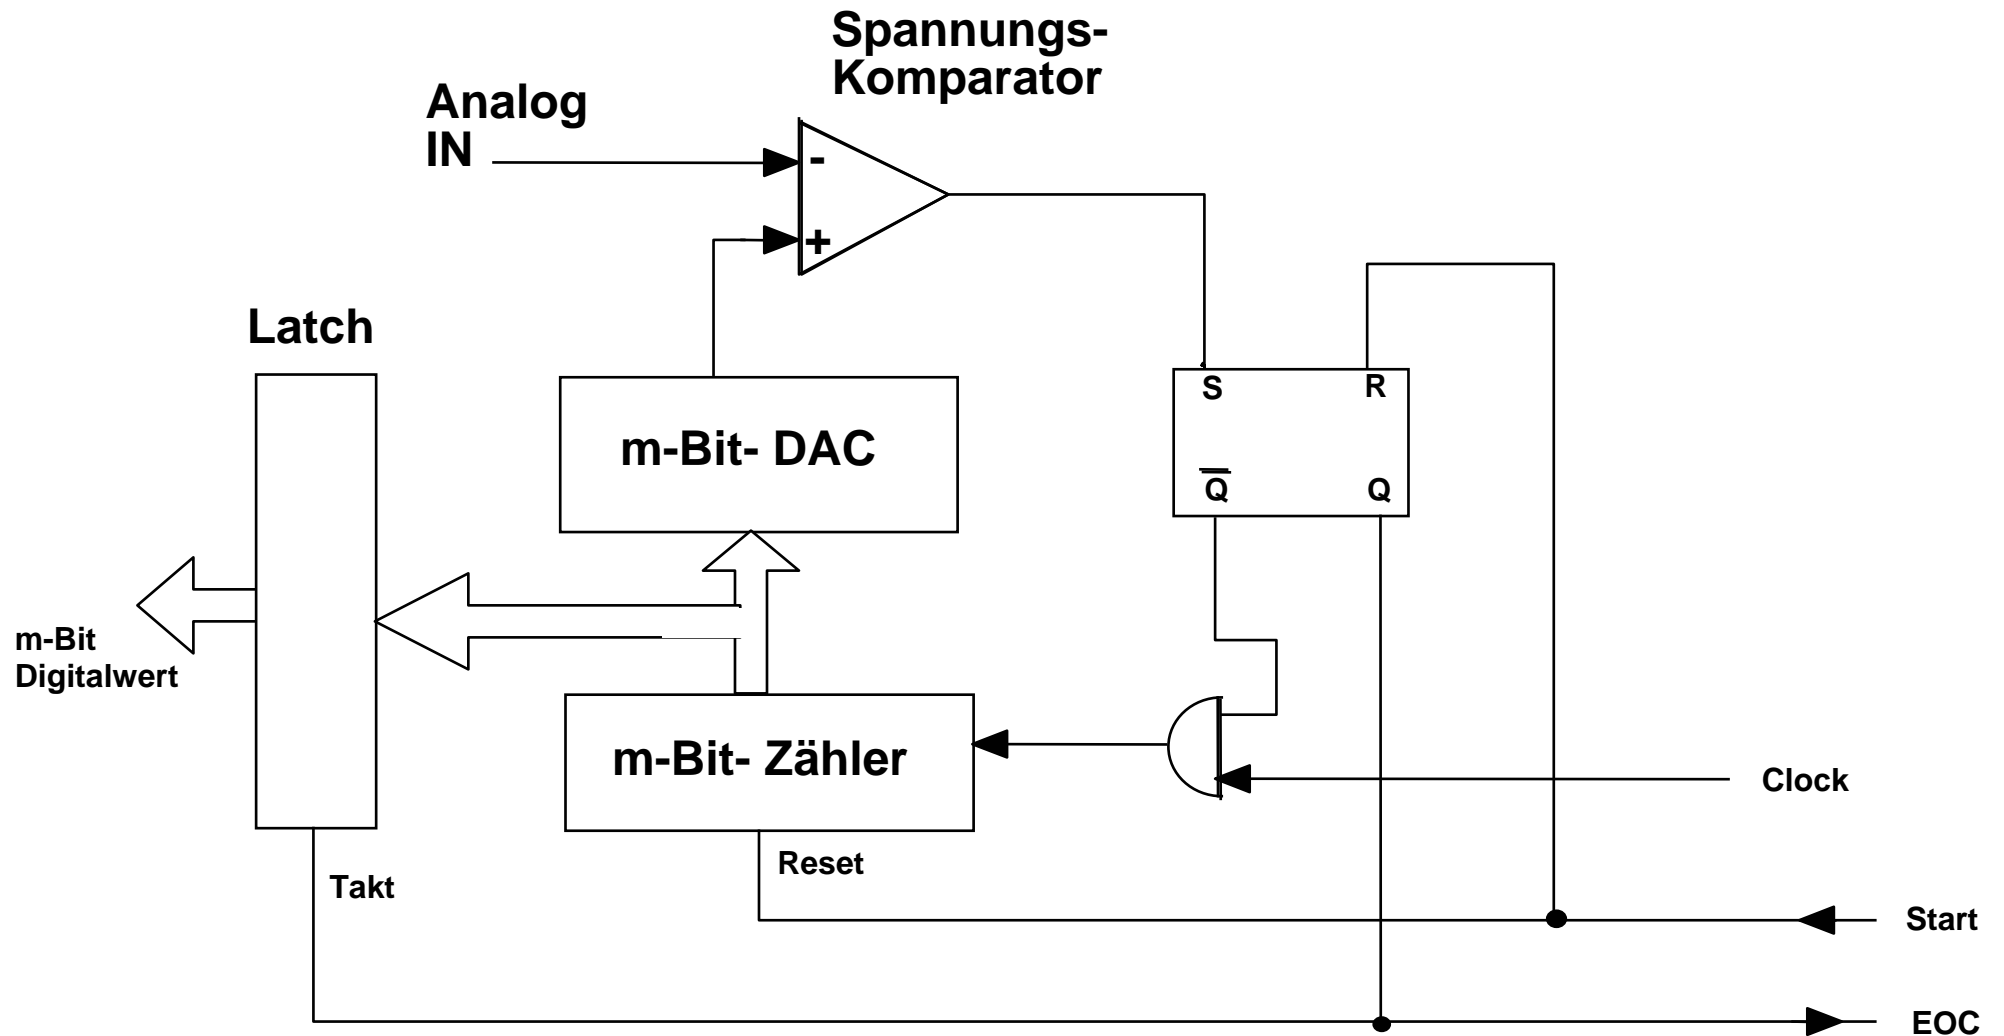 Spannungs-
Komparator
Analog
IN
-
+
Latch
m-Bit- DAC
S
R
Q
Q
m-Bit
Digitalwert
m-Bit- Zähler
Clock
Reset
Takt
Start
EOC